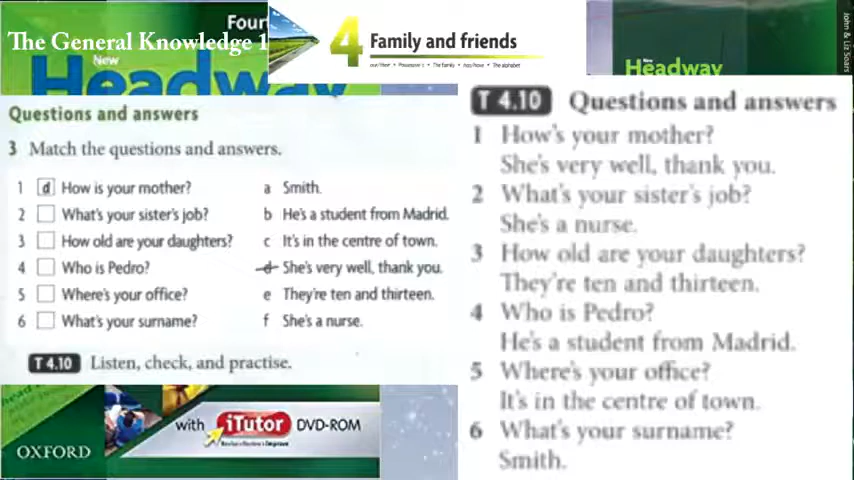 Four
The General Knowledge 1
New
Headway
4 Family and friends
John & Liz Soars
New
Headway
Questions and answers
3 Match the questions and answers.
1 d How is your mother? a Smith.
2 What's your sister's job? b He's a student from Madrid.
3 How old are your daughters? c It's in the centre of town.
4 Who is Pedro? d She's very well, thank you.
5 Where's your office? e They're ten and thirteen.
6 What's your surname? f She's a nurse.
T 4.10 Listen, check, and practise.
with iTutor DVD-ROM
OXFORD
T 4.10 Questions and answers
1 How's your mother?
She's very well, thank you.
2 What's your sister's job?
She's a nurse.
3 How old are your daughters?
They're ten and thirteen.
4 Who is Pedro?
He's a student from Madrid.
5 Where's your office?
It's in the centre of town.
6 What's your surname?
Smith.